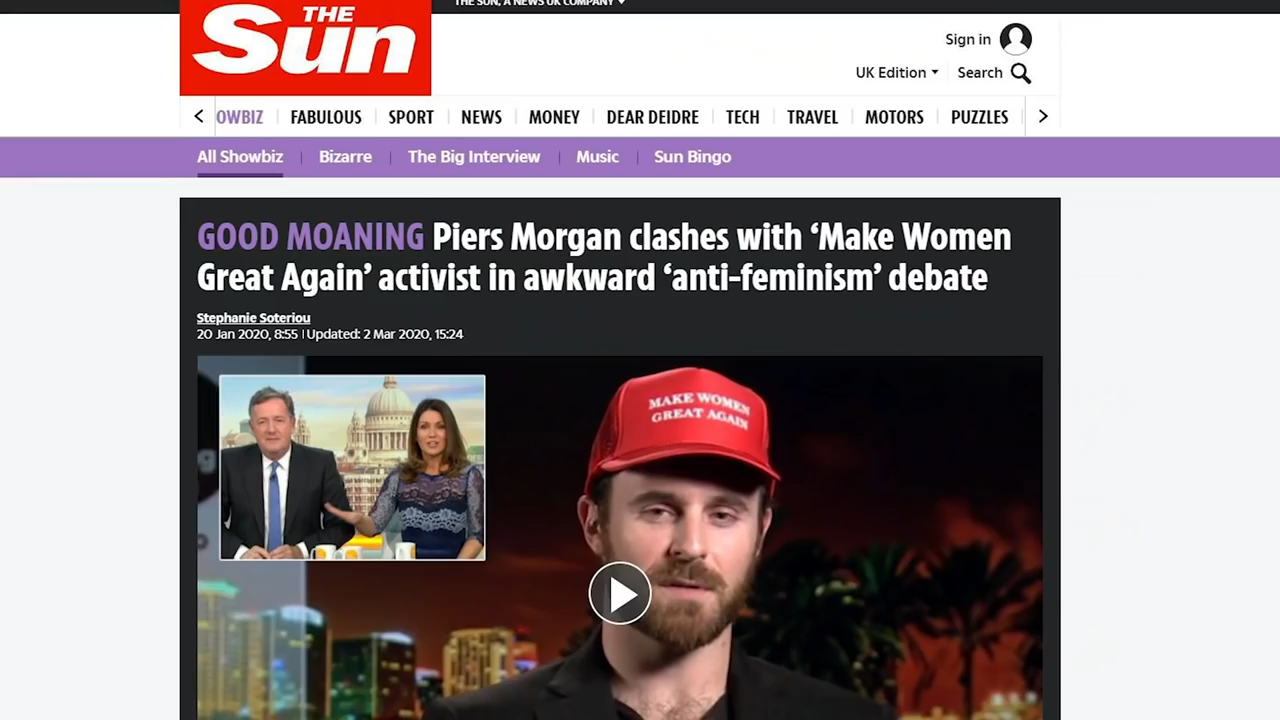 THE SUN, A NEWS UK COMPANY
THE
Sun
Sign in
UK Edition
Search
OWBIZ
FABULOUS
SPORT
NEWS
MONEY
DEAR DEIDRE
TECH
TRAVEL
MOTORS
PUZZLES
All Showbiz
Bizarre
The Big Interview
Music
Sun Bingo
GOOD MOANING Piers Morgan clashes with ‘Make Women
Great Again’ activist in awkward ‘anti-feminism’ debate
Stephanie Soteriou
20 Jan 2020, 8:55 | Updated: 2 Mar 2020, 15:24
MAKE WOMEN
GREAT AGAIN